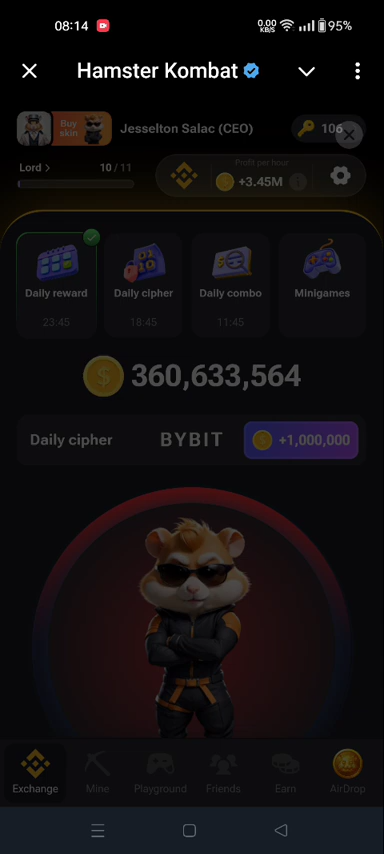 08:14
0.00 KB/S
95%
Hamster Kombat
Buy skin
Jesselton Salac (CEO)
106
Lord >
10 / 11
Profit per hour
+3.45M
Daily reward
Daily cipher
Daily combo
Minigames
23:45
18:45
11:45
360,633,564
Daily cipher
BYBIT
+1,000,000
Exchange
Mine
Playground
Friends
Earn
AirDrop